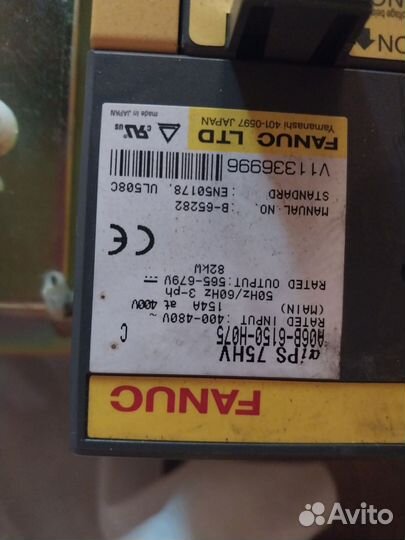 FANUC
αiPS 75HV
A06B-6150-H075 C
RATED INPUT :400-480V ~
(MAIN) 154A at 400V
50Hz/60Hz 3-ph
RATED OUTPUT :565-679V
82kW
MANUAL NO. :B-65282
STANDARD :EN50178, UL508C
V11336996
FANUC LTD
Yamanashi 401-0597 JAPAN
made in JAPAN
CE
ON
Avito